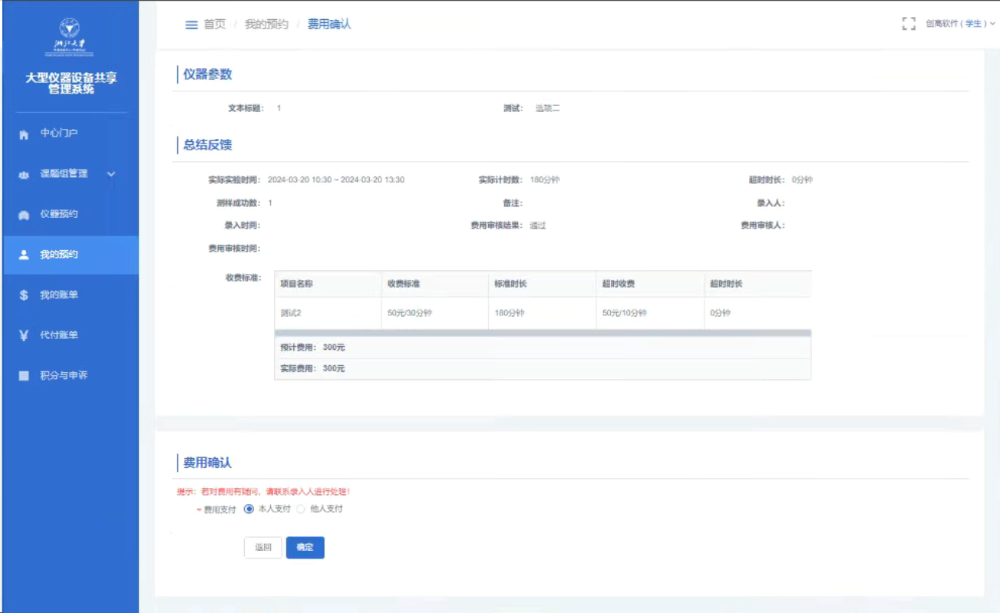 浙江大学
大型仪器设备共享
管理系统
中心门户
课题组管理
仪器预约
我的预约
我的账单
代付账单
积分与申诉
首页 / 我的预约 / 费用确认
创高软件 ( 学生 )
仪器参数
文本标题： 1 测试： 选项二
总结反馈
实际实验时间： 2024-03-20 10:30 ~ 2024-03-20 13:30 实际计时数： 180分钟 超时时长： 0分钟
测样成功数： 1 备注： 录入人：
录入时间： 费用审核结果： 通过 费用审核人：
费用审核时间：
收费标准：
项目名称 收费标准 标准时长 超时收费 超时时长
测试2 50元/30分钟 180分钟 50元/10分钟 0分钟
预计费用： 300元
实际费用： 300元
费用确认
提示：若对费用有疑问，请联系录入人进行处理！
* 费用支付 本人支付 他人支付
返回 确定